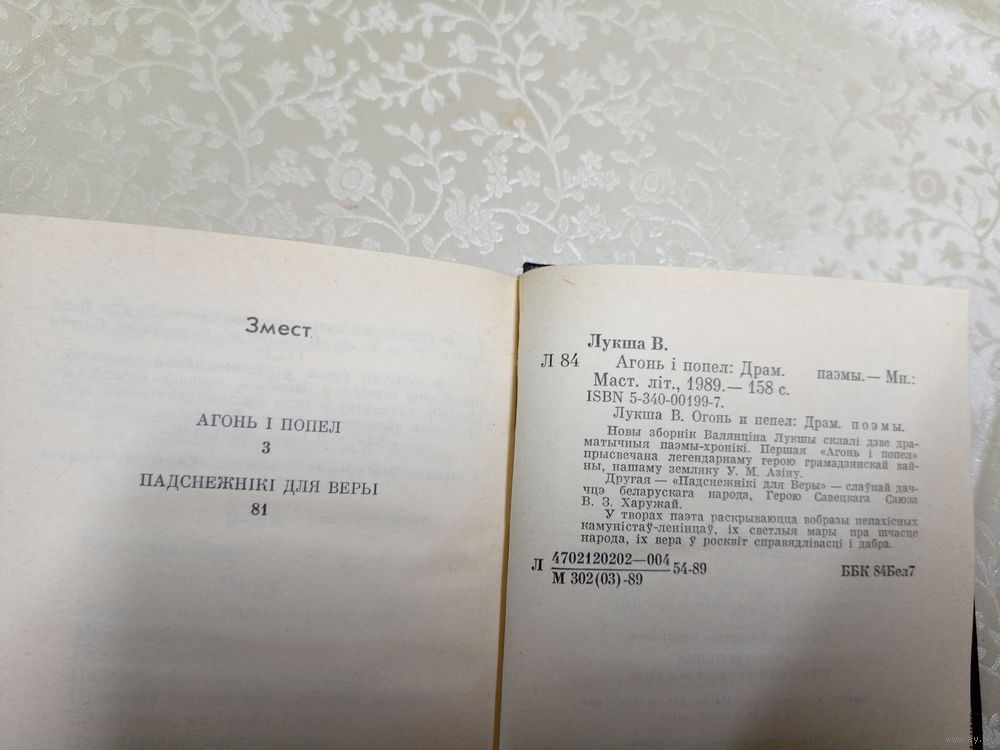 Змест
АГОНЬ І ПОПЕЛ
3
ПАДСНЕЖНІКІ ДЛЯ ВЕРЫ
81
Лукша В.
Л 84 Агонь і попел: Драм. паэмы. — Мн.:
Маст. літ., 1989. — 158 с.
ISBN 5-340-00199-7.
Лукша В. Огонь и пепел: Драм. поэмы.
Новы зборнік Валянціна Лукшы склалі дзве дра-
матычныя паэмы-хронікі. Першая «Агонь і попел»
прысвечана легендарнаму герою грамадзянскай вай-
ны, нашаму земляку У. М. Азіну.
Другая — «Падснежнікі для Веры» — слаўнай дач-
цэ беларускага народа, Герою Савецкага Саюза
В. З. Харужай.
У творах паэта раскрываюцца вобразы непахісных
камуністаў-ленінцаў, іх светлыя мары пра шчасце
народа, іх вера ў росквіт справядлівасці і дабра.
Л 4702120202—004 54-89 ББК 84Бел7
М 302(03)-89